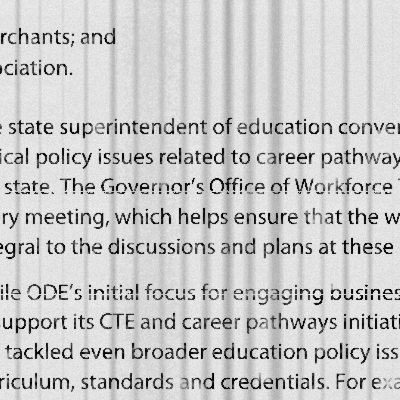 rchants; and
ociation.
state superintendent of education conver
ical policy issues related to career pathway
state. The Governor's Office of Workforce
ry meeting, which helps ensure that the w
egral to the discussions and plans at these
ile ODE's initial focus for engaging busines
support its CTE and career pathways initiati
tackled even broader education policy iss
riculum, standards and credentials. For exa